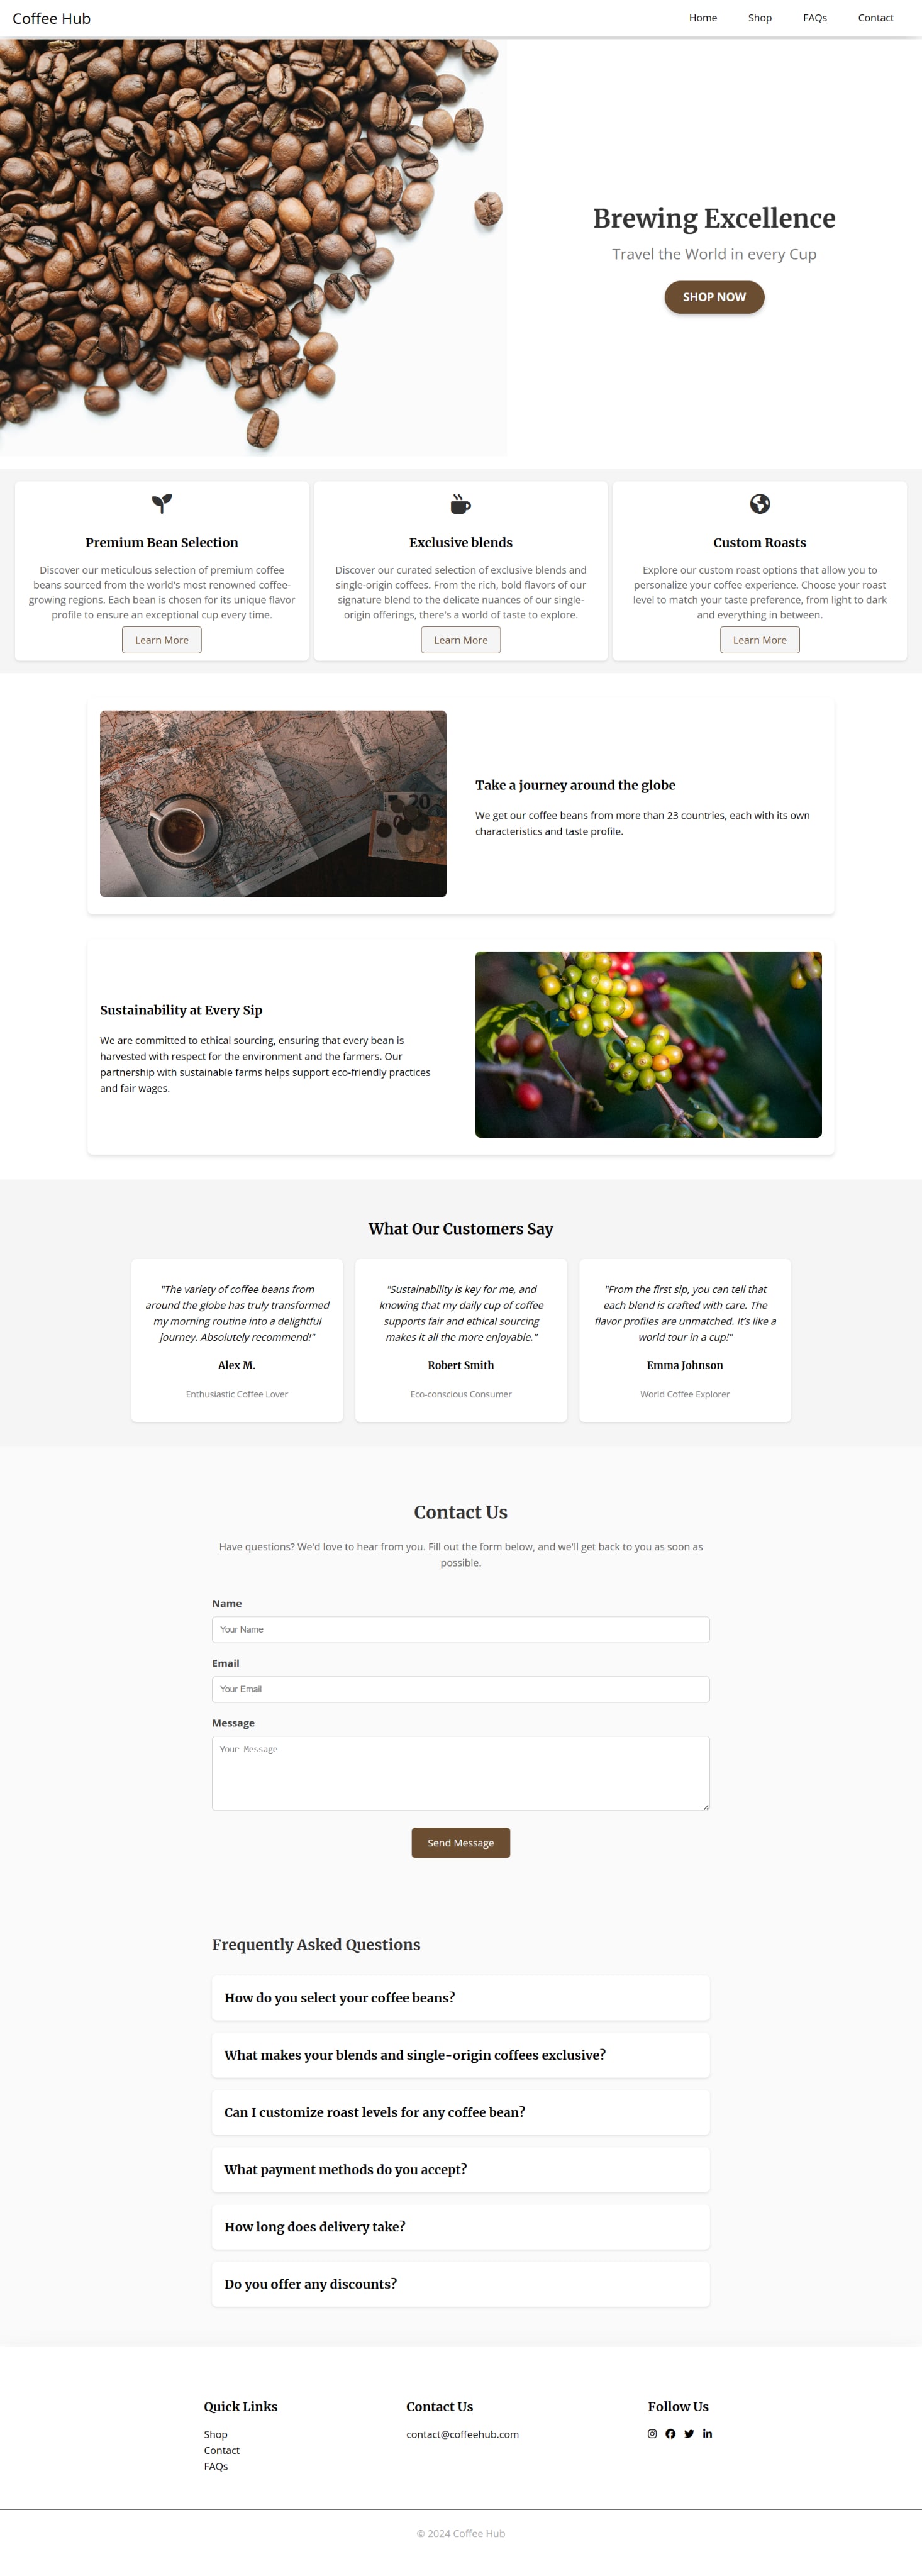 Coffee Hub
Home Shop FAQs Contact
Brewing Excellence
Travel the World in every Cup
SHOP NOW
Premium Bean Selection
Discover our meticulous selection of premium coffee
beans sourced from the world's most renowned coffee-
growing regions. Each bean is chosen for its unique flavor
profile to ensure an exceptional cup every time.
Learn More
Exclusive blends
Discover our curated selection of exclusive blends and
single-origin coffees. From the rich, bold flavors of our
signature blend to the delicate nuances of our single-
origin offerings, there's a world of taste to explore.
Learn More
Custom Roasts
Explore our custom roast options that allow you to
personalize your coffee experience. Choose your roast
level to match your taste preference, from light to dark
and everything in between.
Learn More
20
Take a journey around the globe
We get our coffee beans from more than 23 countries, each with its own
characteristics and taste profile.
Sustainability at Every Sip
We are committed to ethical sourcing, ensuring that every bean is
harvested with respect for the environment and the farmers. Our
partnership with sustainable farms helps support eco-friendly practices
and fair wages.
What Our Customers Say
"The variety of coffee beans from
around the globe has truly transformed
my morning routine into a delightful
journey. Absolutely recommend!"
Alex M.
Enthusiastic Coffee Lover
"Sustainability is key for me, and
knowing that my daily cup of coffee
supports fair and ethical sourcing
makes it all the more enjoyable."
Robert Smith
Eco-conscious Consumer
"From the first sip, you can tell that
each blend is crafted with care. The
flavor profiles are unmatched. It's like a
world tour in a cup!"
Emma Johnson
World Coffee Explorer
Contact Us
Have questions? We'd love to hear from you. Fill out the form below, and we'll get back to you as soon as
possible.
Name
Your Name
Email
Your Email
Message
Your Message
Send Message
Frequently Asked Questions
How do you select your coffee beans?
What makes your blends and single-origin coffees exclusive?
Can I customize roast levels for any coffee bean?
What payment methods do you accept?
How long does delivery take?
Do you offer any discounts?
Quick Links
Shop
Contact
FAQs
Contact Us
contact@coffeehub.com
Follow Us
© 2024 Coffee Hub